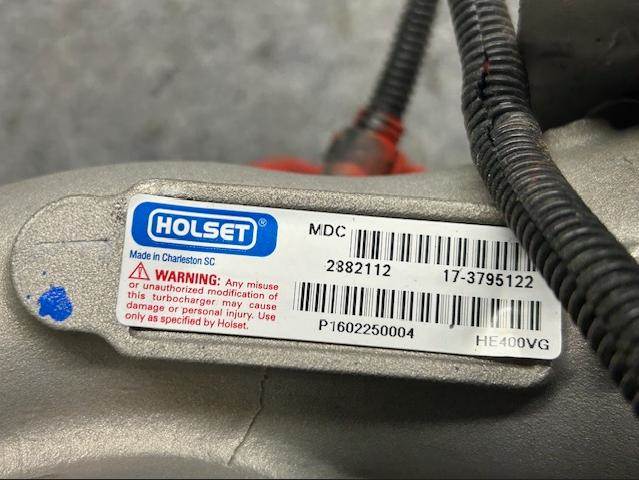 HOLSET®
Made in Charleston SC
WARNING: Any misuse
or unauthorized modification of
this turbocharger may cause
damage or personal injury. Use
only as specified by Holset.
MDC
2882112 17-3795122
P1602250004 HE400VG